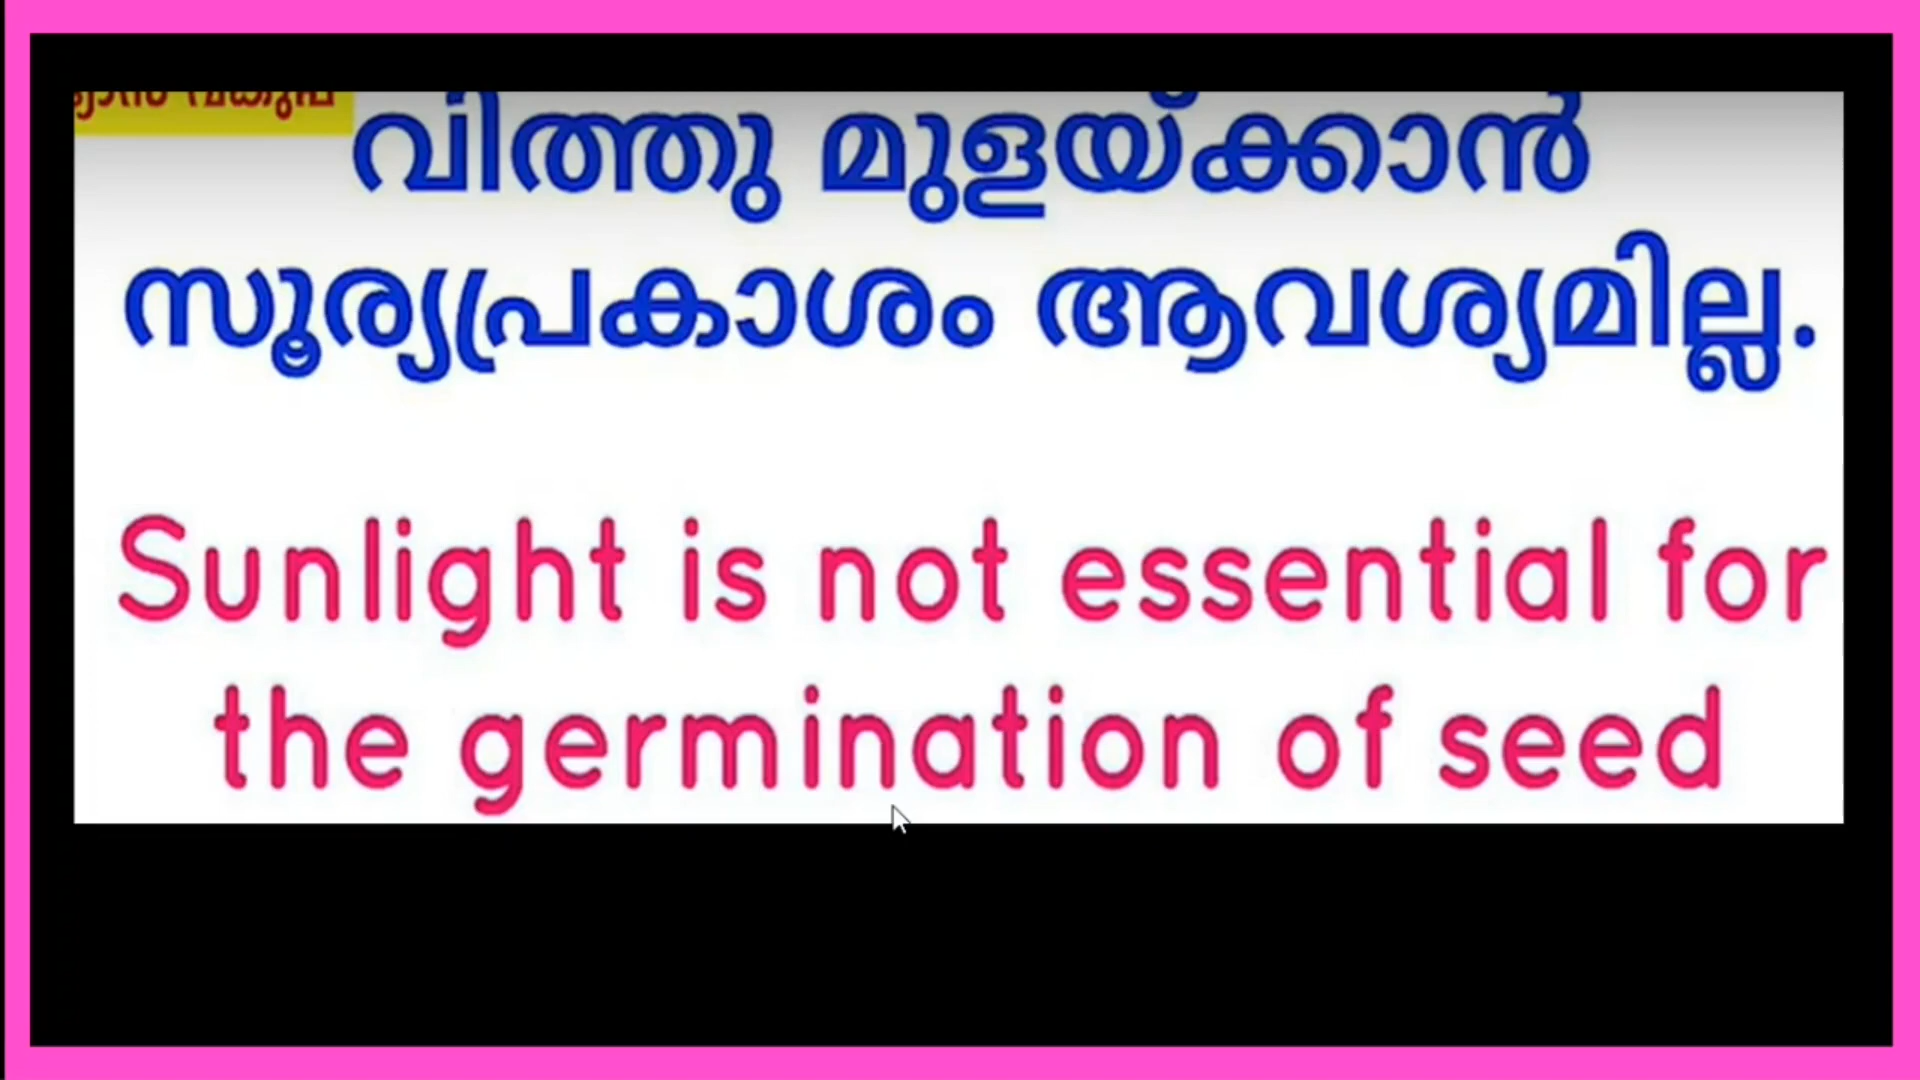 വിത്തു മുളയ്ക്കാൻ
സൂര്യപ്രകാശം ആവശ്യമില്ല.
Sunlight is not essential for
the germination of seed